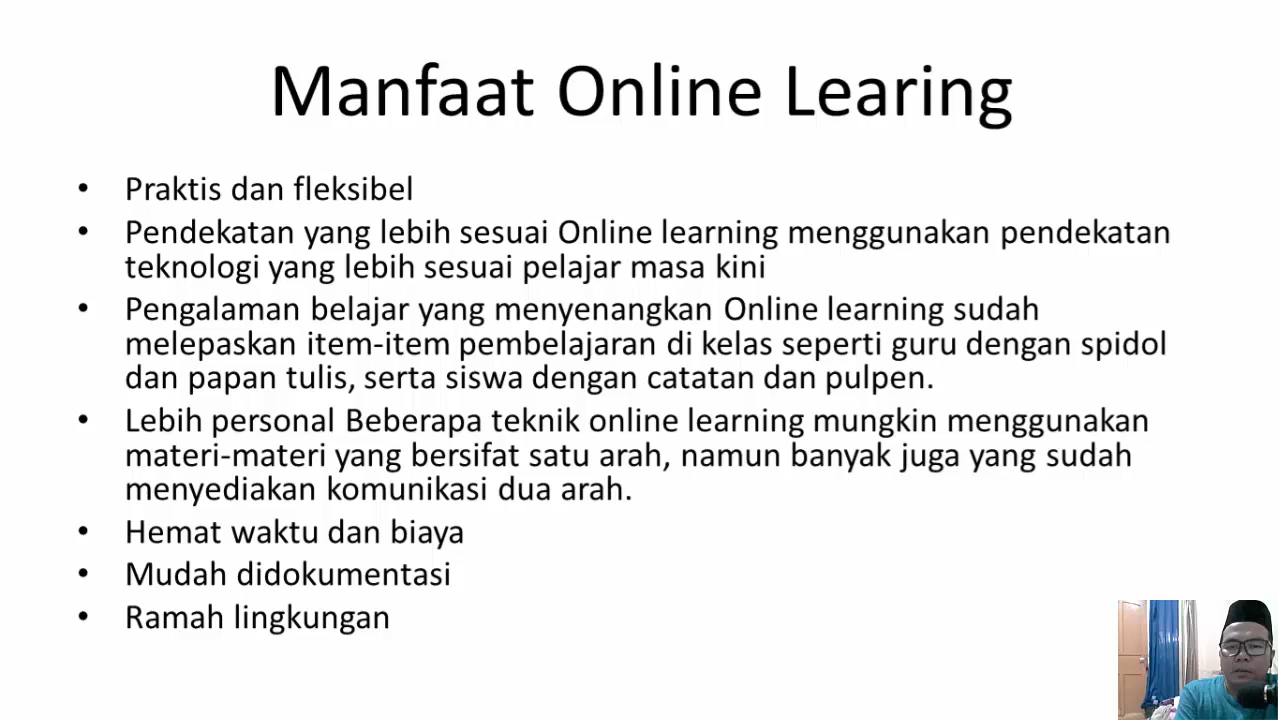 Manfaat Online Learing
• Praktis dan fleksibel
• Pendekatan yang lebih sesuai Online learning menggunakan pendekatan
teknologi yang lebih sesuai pelajar masa kini
• Pengalaman belajar yang menyenangkan Online learning sudah
melepaskan item-item pembelajaran di kelas seperti guru dengan spidol
dan papan tulis, serta siswa dengan catatan dan pulpen.
• Lebih personal Beberapa teknik online learning mungkin menggunakan
materi-materi yang bersifat satu arah, namun banyak juga yang sudah
menyediakan komunikasi dua arah.
• Hemat waktu dan biaya
• Mudah didokumentasi
• Ramah lingkungan